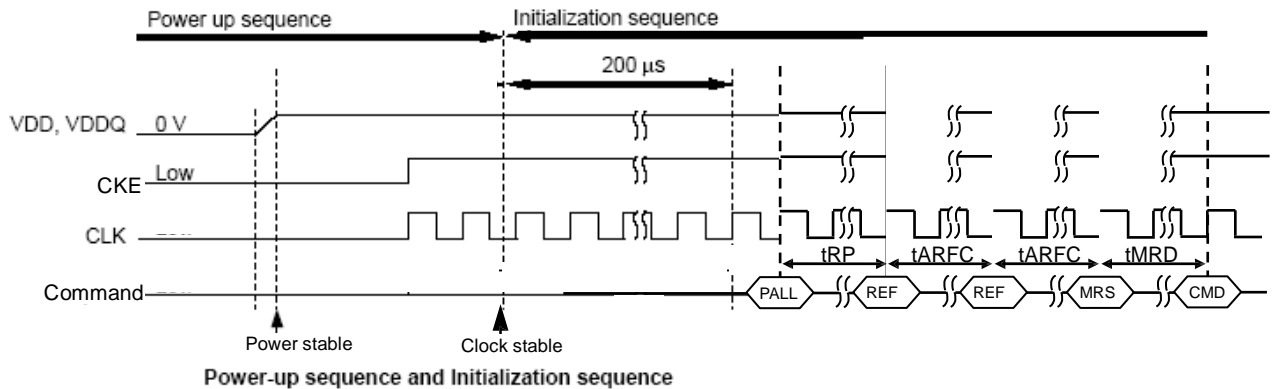 Power up sequence
Initialization sequence
200 µs
VDD, VDDQ
0 V
CKE
Low
CLK
tRP
tARFC
tARFC
tMRD
Command
PALL
REF
REF
MRS
CMD
Power stable
Clock stable
Power-up sequence and Initialization sequence